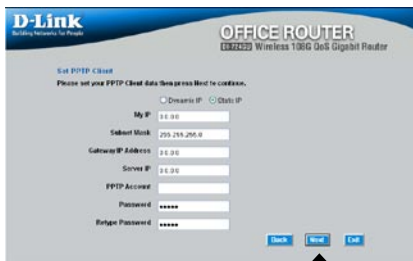 D-Link
Building Networks for People
OFFICE ROUTER
DI-724GU Wireless 108G QoS Gigabit Router
Set PPTP Client
Please set your PPTP Client data then press Next to continue.
Dynamic IP Static IP
My IP 0.0.0.0
Subnet Mask 255.255.255.0
Gateway IP Address 0.0.0.0
Server IP 0.0.0.0
PPTP Account
Password •••••
Retype Password •••••
Back Next Exit